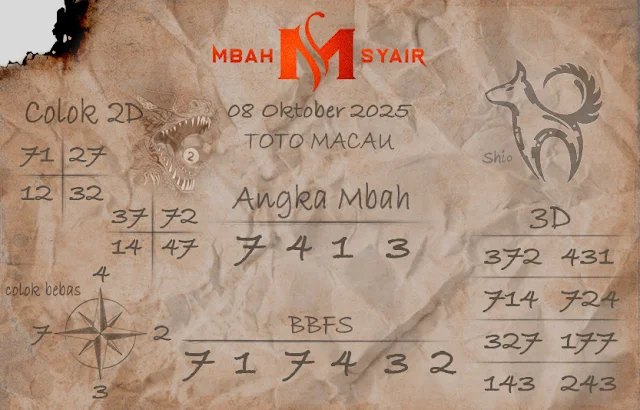 MBAH M SYAIR
Colok 2D
08 Oktober 2025
TOTO MACAU
2
Shio
71 27
12 32
37 72
14 47
Angka Mbah
7 4 1 3
3D
372 431
714 724
327 177
143 243
colok bebas
4
7 2
3
BBFS
7 1 7 4 3 2